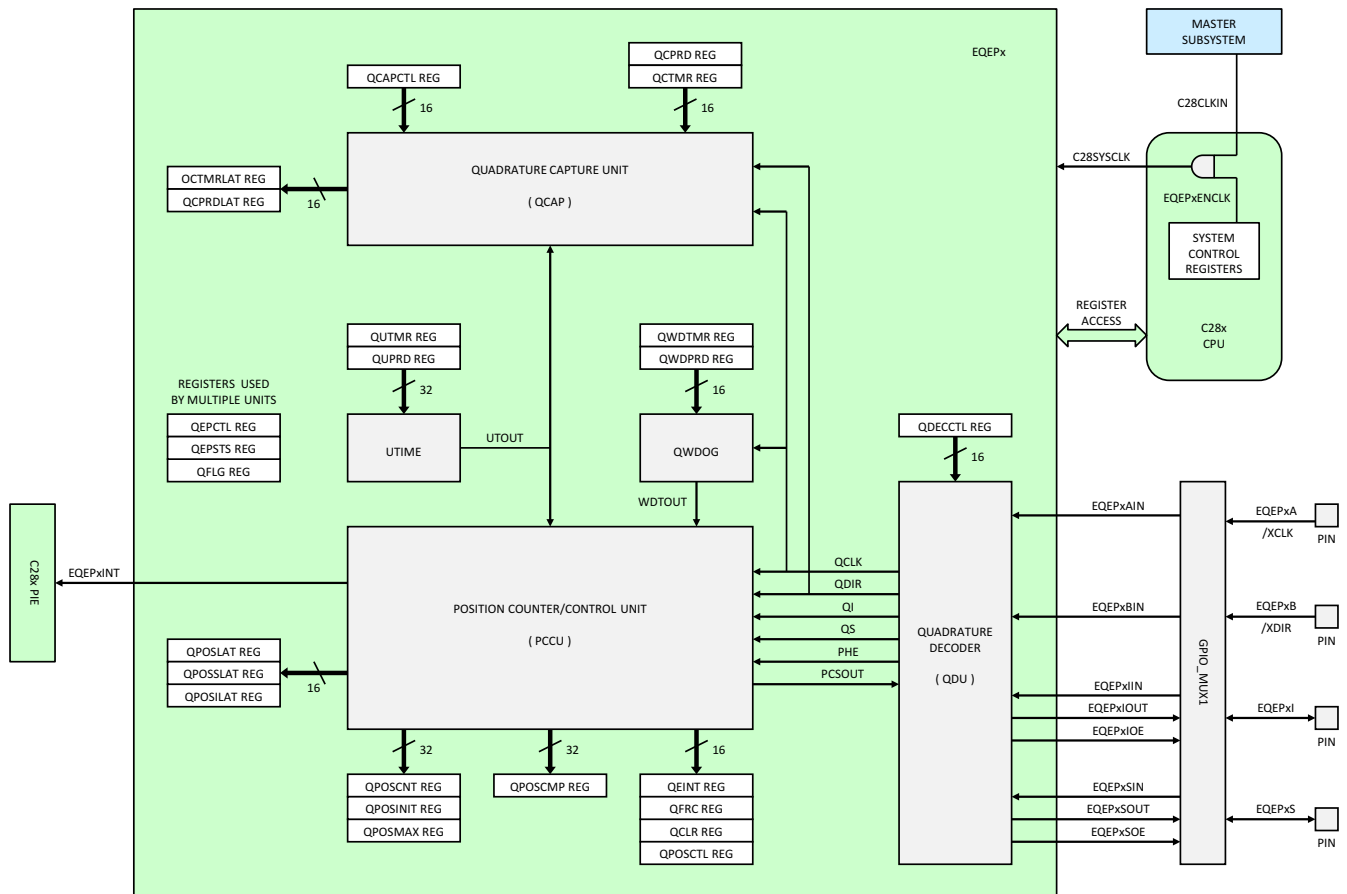 MASTER
SUBSYSTEM
EQEPx
QCPRD REG
QCTMR REG
QCAPCTL REG
16
16
C28CLKIN
C28SYSCLK
EQEPxENCLK
SYSTEM
CONTROL
REGISTERS
QUADRATURE CAPTURE UNIT
( QCAP )
OCTMRLAT REG
QCPRDLAT REG
16
REGISTER
ACCESS
C28x
CPU
QUTMR REG
QUPRD REG
32
QWDTMR REG
QWDPRD REG
16
REGISTERS USED
BY MULTIPLE UNITS
QEPCTL REG
QEPSTS REG
QFLG REG
UTIME
UTOUT
QWDOG
WDTOUT
QDECCTL REG
16
C28x PIE
EQEPxINT
POSITION COUNTER/CONTROL UNIT
( PCCU )
QCLK
QDIR
QI
QS
PHE
PCSOUT
QUADRATURE
DECODER
( QDU )
EQEPxAIN
EQEPxBIN
EQEPxIIN
EQEPxIOUT
EQEPxIOE
EQEPxSIN
EQEPxSOUT
EQEPxSOE
GPIO_MUX1
EQEPxA
/XCLK
PIN
EQEPxB
/XDIR
PIN
EQEPxI
PIN
EQEPxS
PIN
QPOSLAT REG
QPOSSLAT REG
QPOSILAT REG
16
32
QPOSCNT REG
QPOSINIT REG
QPOSMAX REG
32
QPOSCMP REG
16
QEINT REG
QFRC REG
QCLR REG
QPOSCTL REG